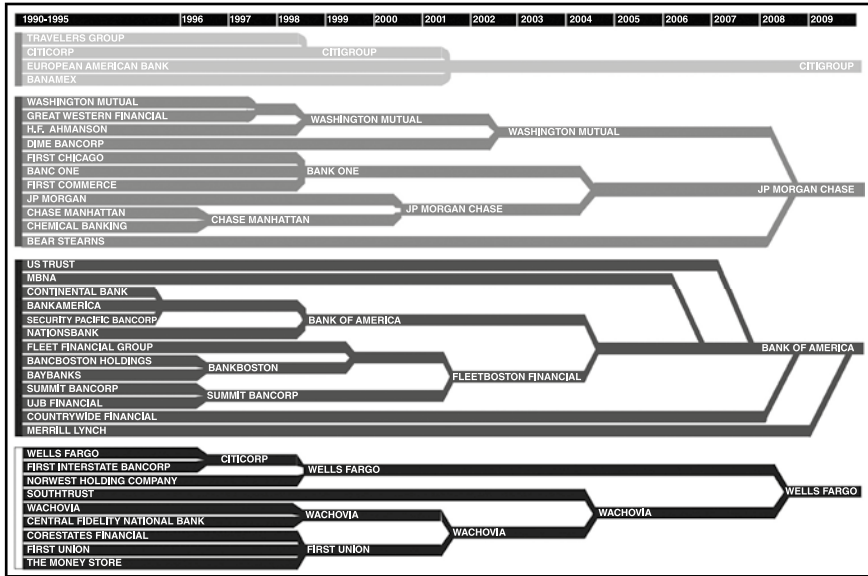 1990-1995 1996 1997 1998 1999 2000 2001 2002 2003 2004 2005 2006 2007 2008 2009
TRAVELERS GROUP
CITICORP CITIGROUP
EUROPEAN AMERICAN BANK CITIGROUP
BANAMEX
WASHINGTON MUTUAL
GREAT WESTERN FINANCIAL WASHINGTON MUTUAL
H.F. AHMANSON WASHINGTON MUTUAL
DIME BANCORP
FIRST CHICAGO
BANC ONE BANK ONE
FIRST COMMERCE JP MORGAN CHASE
JP MORGAN JP MORGAN CHASE
CHASE MANHATTAN CHASE MANHATTAN
CHEMICAL BANKING
BEAR STEARNS
US TRUST
MBNA
CONTINENTAL BANK
BANKAMERICA
SECURITY PACIFIC BANCORP BANK OF AMERICA
NATIONSBANK
FLEET FINANCIAL GROUP BANK OF AMERICA
BANCBOSTON HOLDINGS BANKBOSTON
BAYBANKS FLEETBOSTON FINANCIAL
SUMMIT BANCORP SUMMIT BANCORP
UJB FINANCIAL
COUNTRYWIDE FINANCIAL
MERRILL LYNCH
WELLS FARGO CITICORP
FIRST INTERSTATE BANCORP WELLS FARGO
NORWEST HOLDING COMPANY
SOUTHTRUST WELLS FARGO
WACHOVIA WACHOVIA WACHOVIA
CENTRAL FIDELITY NATIONAL BANK
CORESTATES FINANCIAL WACHOVIA
FIRST UNION FIRST UNION
THE MONEY STORE